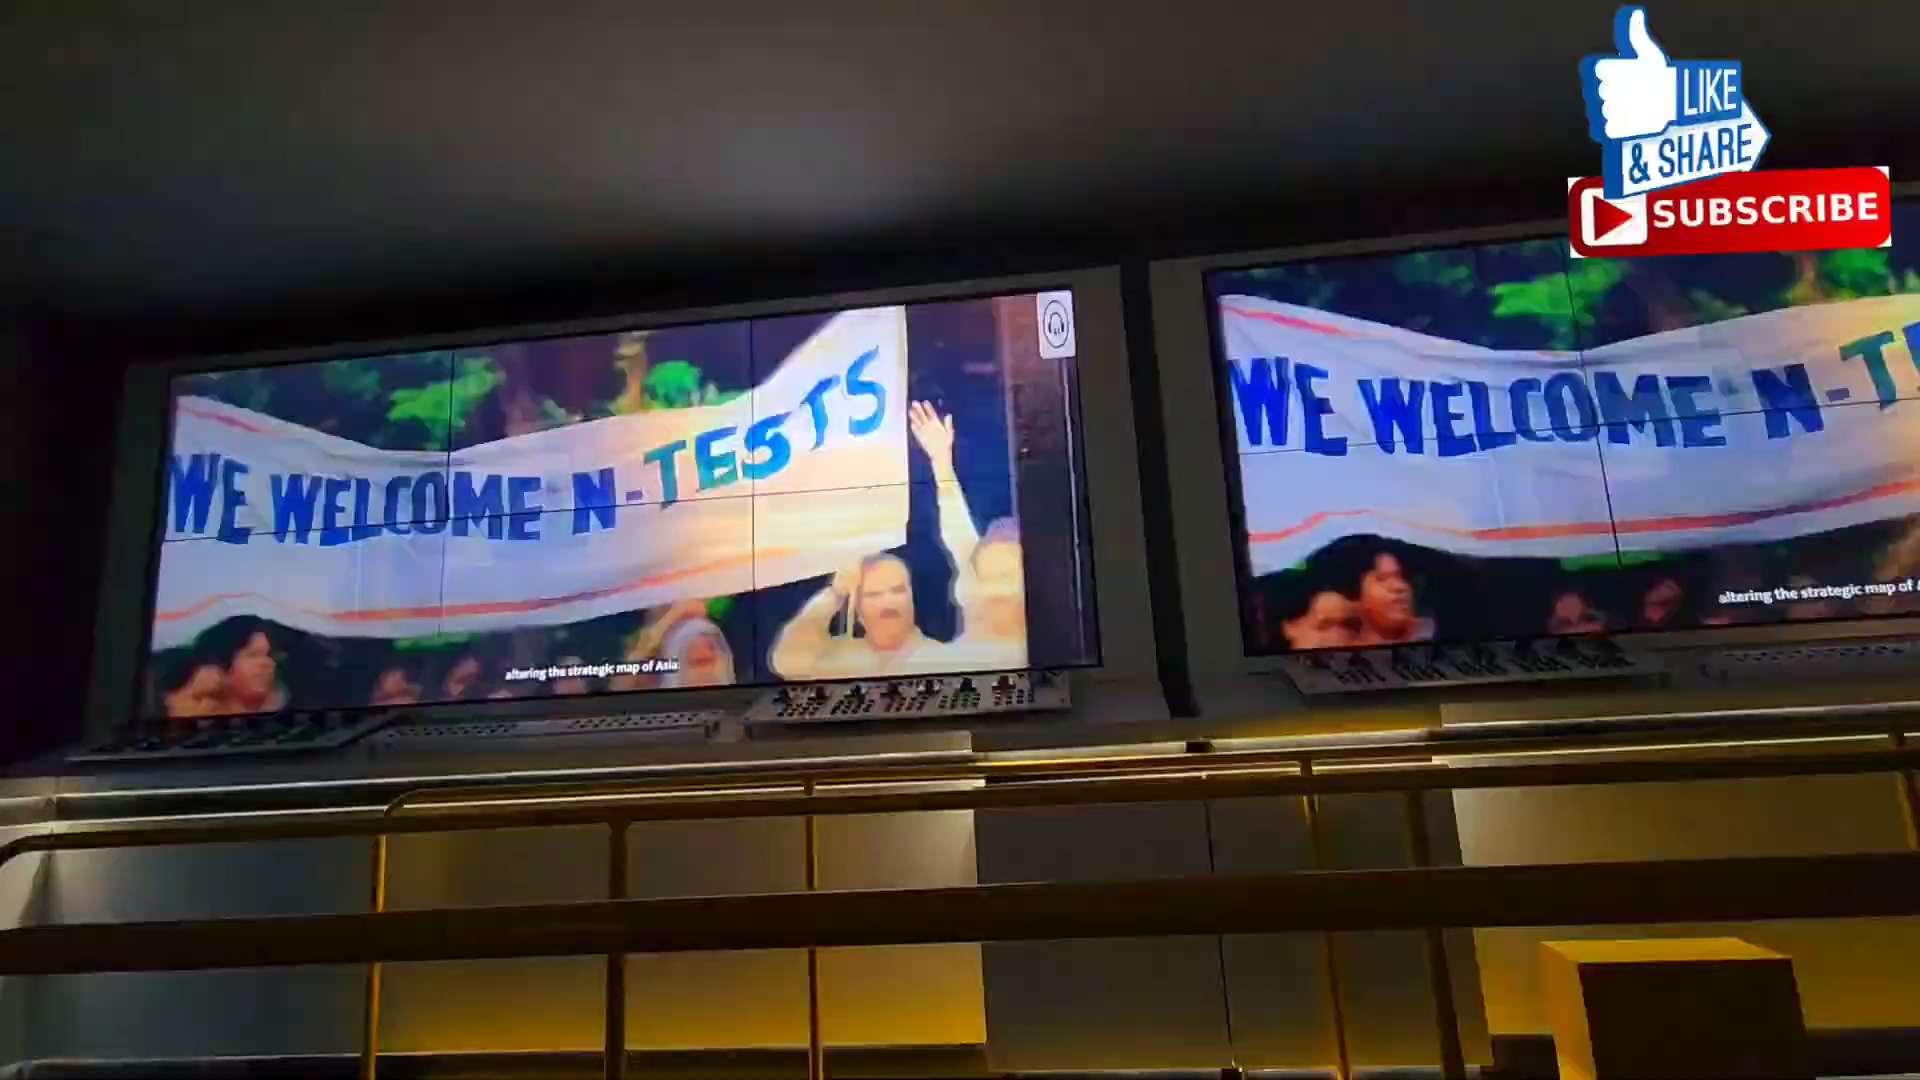 LIKE
& SHARE
SUBSCRIBE
WE WELCOME N-TESTS
altering the strategic map of Asia
WE WELCOME N-T
altering the strategic map of